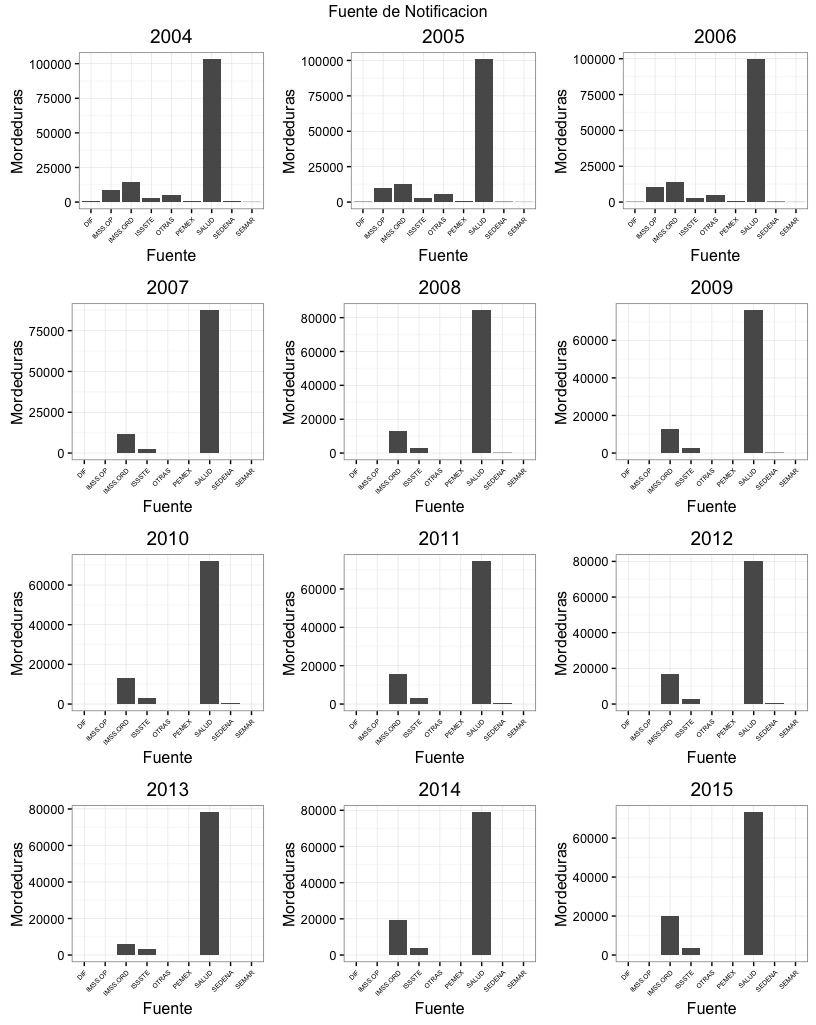 Fuente de Notificacion
2004 2005 2006
Mordeduras
100000
75000
50000
25000
0
DIF IMSS.OP IMSS.ORD ISSSTE OTRAS PEMEX SALUD SEDENA SEMAR
Fuente
Mordeduras
100000
75000
50000
25000
0
DIF IMSS.OP IMSS.ORD ISSSTE OTRAS PEMEX SALUD SEDENA SEMAR
Fuente
Mordeduras
100000
75000
50000
25000
0
DIF IMSS.OP IMSS.ORD ISSSTE OTRAS PEMEX SALUD SEDENA SEMAR
Fuente
2007 2008 2009
Mordeduras
75000
50000
25000
0
DIF IMSS.OP IMSS.ORD ISSSTE OTRAS PEMEX SALUD SEDENA SEMAR
Fuente
Mordeduras
80000
60000
40000
20000
0
DIF IMSS.OP IMSS.ORD ISSSTE OTRAS PEMEX SALUD SEDENA SEMAR
Fuente
Mordeduras
60000
40000
20000
0
DIF IMSS.OP IMSS.ORD ISSSTE OTRAS PEMEX SALUD SEDENA SEMAR
Fuente
2010 2011 2012
Mordeduras
60000
40000
20000
0
DIF IMSS.OP IMSS.ORD ISSSTE OTRAS PEMEX SALUD SEDENA SEMAR
Fuente
Mordeduras
60000
40000
20000
0
DIF IMSS.OP IMSS.ORD ISSSTE OTRAS PEMEX SALUD SEDENA SEMAR
Fuente
Mordeduras
80000
60000
40000
20000
0
DIF IMSS.OP IMSS.ORD ISSSTE OTRAS PEMEX SALUD SEDENA SEMAR
Fuente
2013 2014 2015
Mordeduras
80000
60000
40000
20000
0
DIF IMSS.OP IMSS.ORD ISSSTE OTRAS PEMEX SALUD SEDENA SEMAR
Fuente
Mordeduras
80000
60000
40000
20000
0
DIF IMSS.OP IMSS.ORD ISSSTE OTRAS PEMEX SALUD SEDENA SEMAR
Fuente
Mordeduras
60000
40000
20000
0
DIF IMSS.OP IMSS.ORD ISSSTE OTRAS PEMEX SALUD SEDENA SEMAR
Fuente